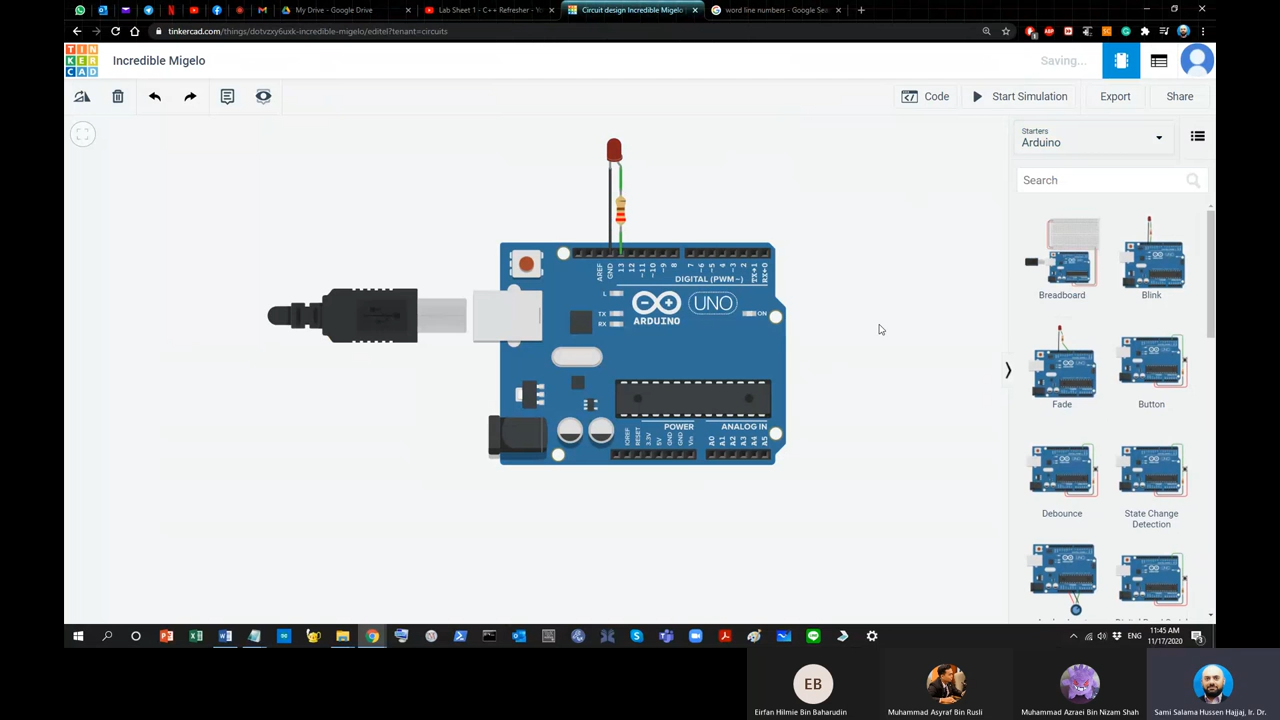 My Drive - Google Drive
Lab Sheet 1 - C++ Refresher - Yo
Circuit design Incredible Migelo
word line numbers - Google Sea
tinkercad.com/things/dotvzxy6uxk-incredible-migelo/editel?tenant=circuits
TIN
KER
CAD
Incredible Migelo
Saving...
Code
Start Simulation
Export
Share
Starters
Arduino
Search
Breadboard
Blink
Fade
Button
Debounce
State Change
Detection
AREF
GND
13
12
~11
~10
~9
8
7
~6
~5
4
~3
2
TX→1
RX←0
DIGITAL (PWM~)
L
TX
RX
ARDUINO
UNO
ON
POWER
ANALOG IN
IOREF
RESET
3.3V
5V
GND
GND
Vin
A0
A1
A2
A3
A4
A5
ENG
11:45 AM
11/17/2020
EB
Eirfan Hilmie Bin Baharudin
Muhammad Asyraf Bin Rusli
Muhammad Azraei Bin Nizam Shah
Sami Salama Hussen Hajjaj, Ir. Dr.